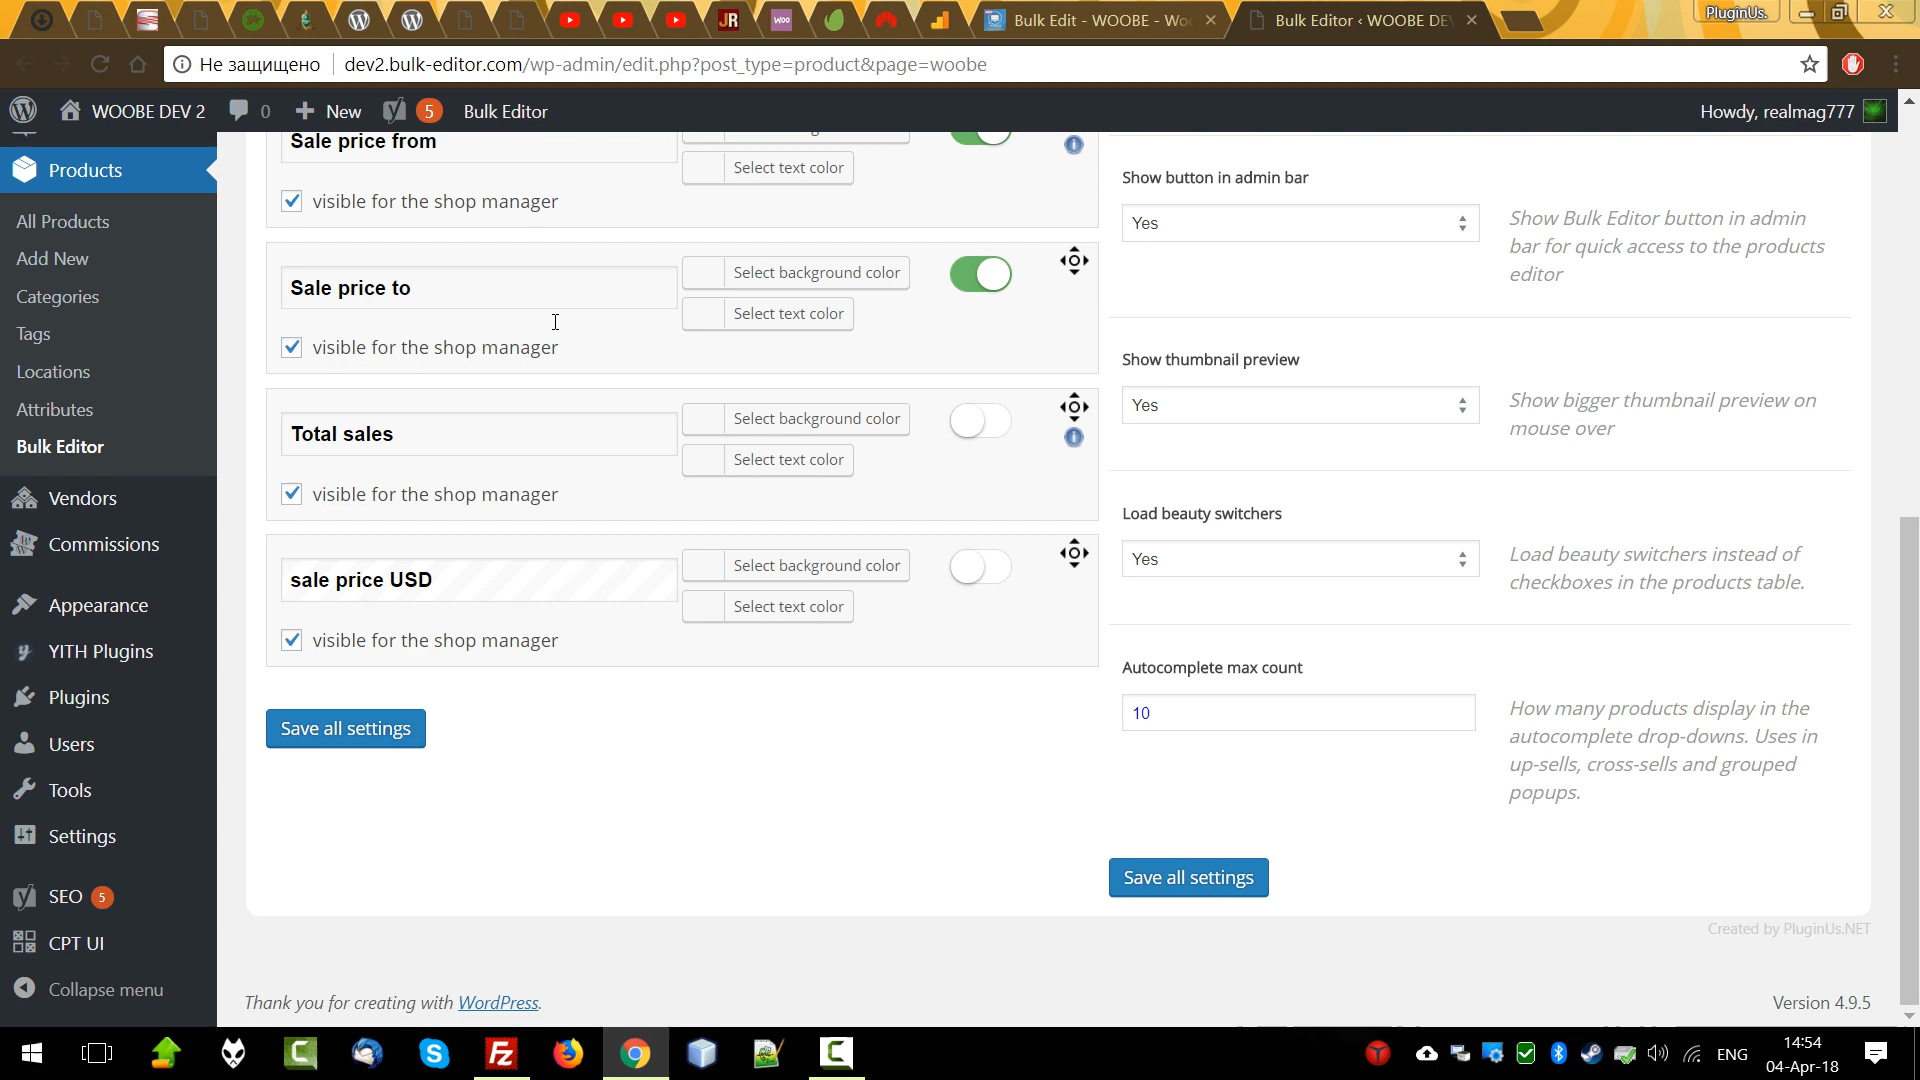 JR
woo
Bulk Edit - WOOBE - Wo
Bulk Editor ‹ WOOBE DE
PluginUs.
Не защищено
dev2.bulk-editor.com/wp-admin/edit.php?post_type=product&page=woobe
WOOBE DEV 2
0
New
5
Bulk Editor
Howdy, realmag777
Products
All Products
Add New
Categories
Tags
Locations
Attributes
Bulk Editor
Vendors
Commissions
Appearance
YITH Plugins
Plugins
Users
Tools
Settings
SEO 5
CPT UI
Collapse menu
Sale price from
Select text color
visible for the shop manager
Sale price to
Select background color
Select text color
visible for the shop manager
Total sales
Select background color
Select text color
visible for the shop manager
sale price USD
Select background color
Select text color
visible for the shop manager
Save all settings
Show button in admin bar
Yes
Show Bulk Editor button in admin
bar for quick access to the products
editor
Show thumbnail preview
Yes
Show bigger thumbnail preview on
mouse over
Load beauty switchers
Yes
Load beauty switchers instead of
checkboxes in the products table.
Autocomplete max count
10
How many products display in the
autocomplete drop-downs. Uses in
up-sells, cross-sells and grouped
popups.
Save all settings
Created by PluginUs.NET
Thank you for creating with WordPress.
Version 4.9.5
ENG
14:54
04-Apr-18